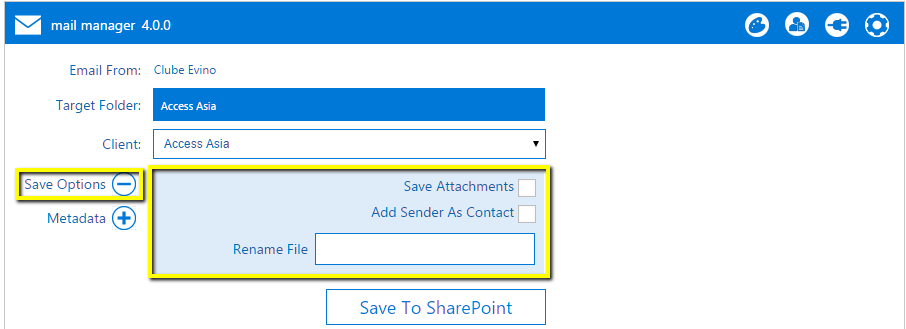 mail manager 4.0.0
Email From: Clube Evino
Target Folder: Access Asia
Client: Access Asia
Save Options
Save Attachments
Add Sender As Contact
Metadata
Rename File
Save To SharePoint